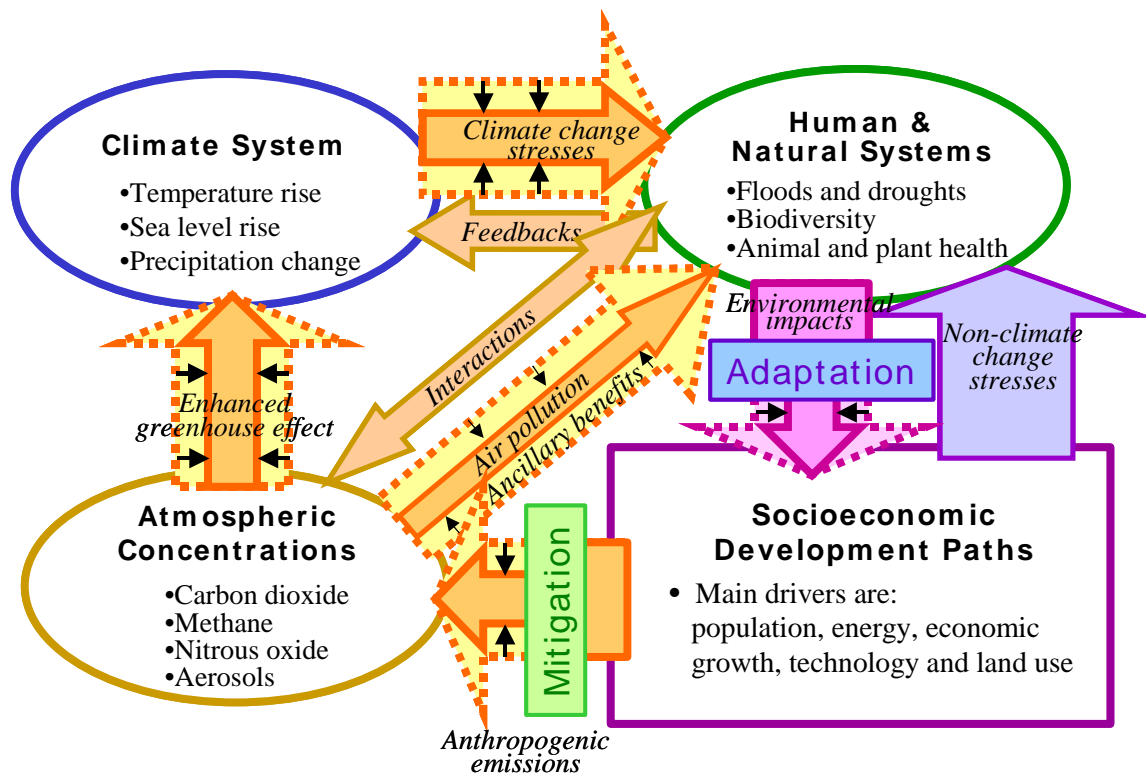 Climate System
•Temperature rise
•Sea level rise
•Precipitation change
Climate change
stresses
Human &
Natural Systems
•Floods and droughts
•Biodiversity
•Animal and plant health
Feedbacks
Interactions
Air pollution
Ancillary benefits
Environmental
impacts
Adaptation
Non-climate
change
stresses
Enhanced
greenhouse effect
Atmospheric
Concentrations
•Carbon dioxide
•Methane
•Nitrous oxide
•Aerosols
Mitigation
Anthropogenic
emissions
Socioeconomic
Development Paths
• Main drivers are:
population, energy, economic
growth, technology and land use